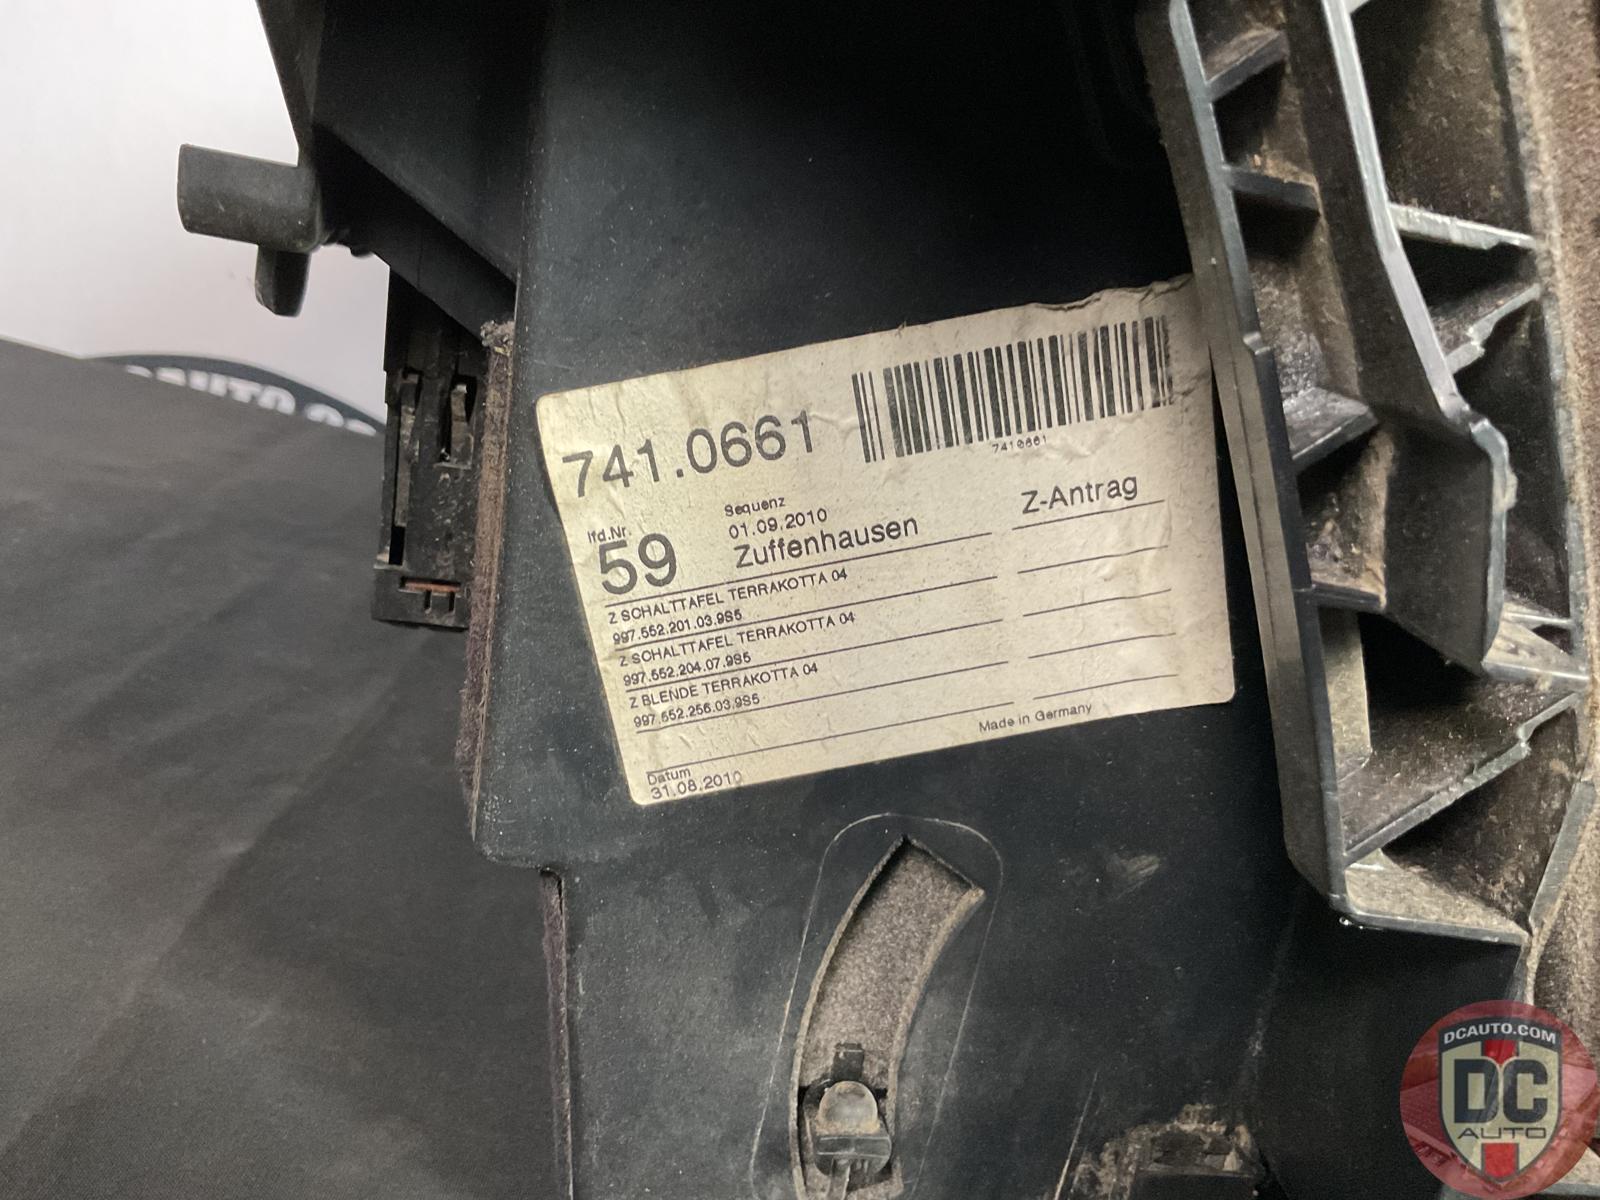 741.0661
7410661
lfd.Nr.
59
Sequenz
01.09.2010
Zuffenhausen
Z-Antrag
Z SCHALTTAFEL TERRAKOTTA 04
997.552.201.03.9S5
Z SCHALTTAFEL TERRAKOTTA 04
997.552.204.07.9S5
Z BLENDE TERRAKOTTA 04
997.552.256.03.9S5
Made in Germany
Datum
31.08.2010
DCAUTO.COM
DC
AUTO